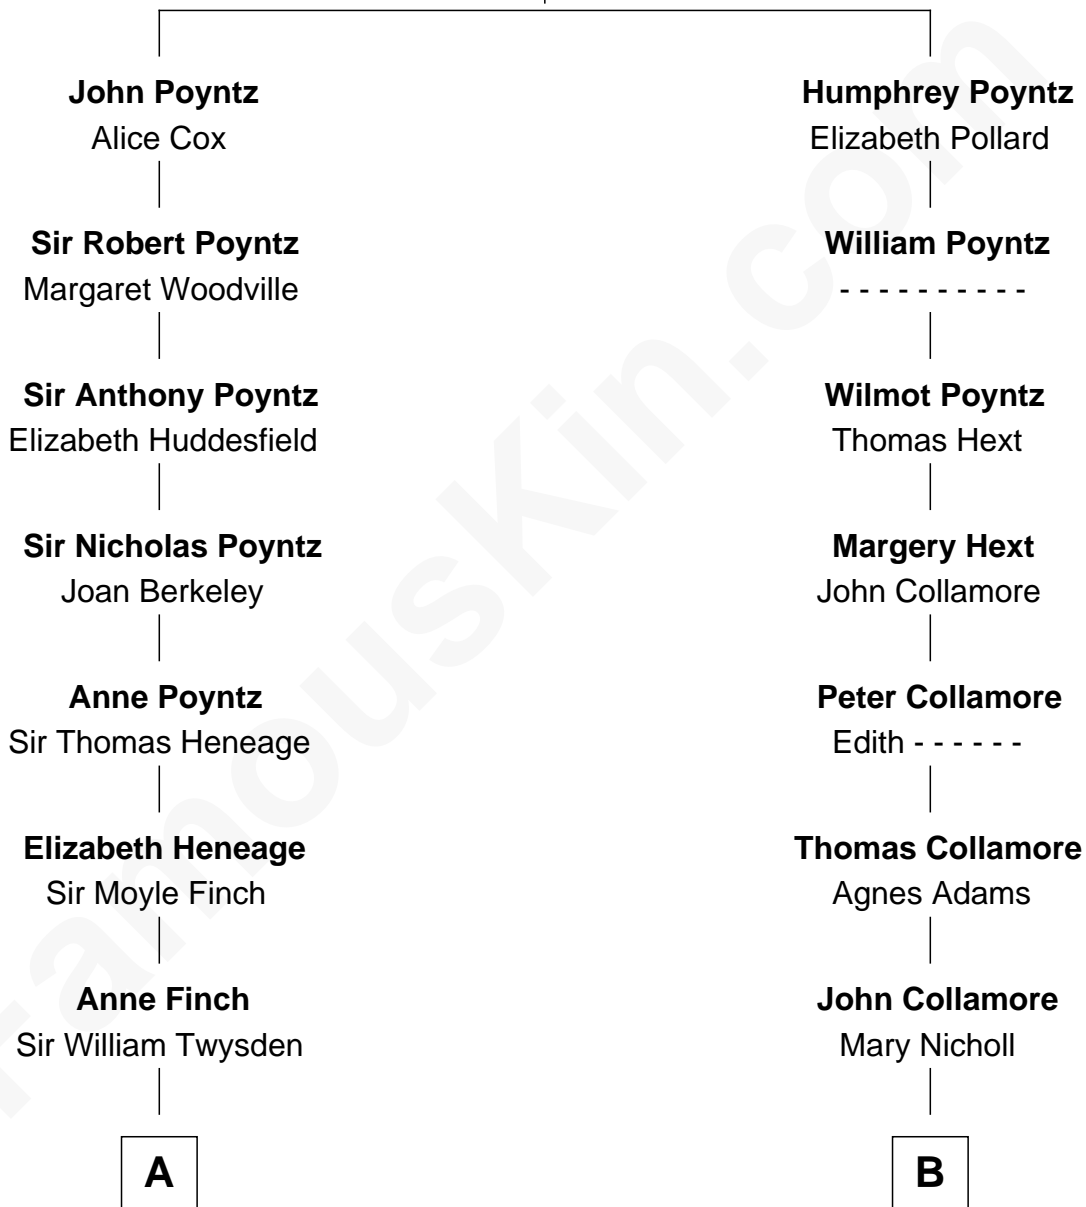 John Poyntz
Alice Cox
Sir Robert Poyntz
Margaret Woodville
Sir Anthony Poyntz
Elizabeth Huddesfield
Sir Nicholas Poyntz
Joan Berkeley
Anne Poyntz
Sir Thomas Heneage
Elizabeth Heneage
Sir Moyle Finch
Anne Finch
Sir William Twysden
A
Humphrey Poyntz
Elizabeth Pollard
William Poyntz
- - - - - - - - - -
Wilmot Poyntz
Thomas Hext
Margery Hext
John Collamore
Peter Collamore
Edith - - - - - -
Thomas Collamore
Agnes Adams
John Collamore
Mary Nicholl
B
FamousKin.com